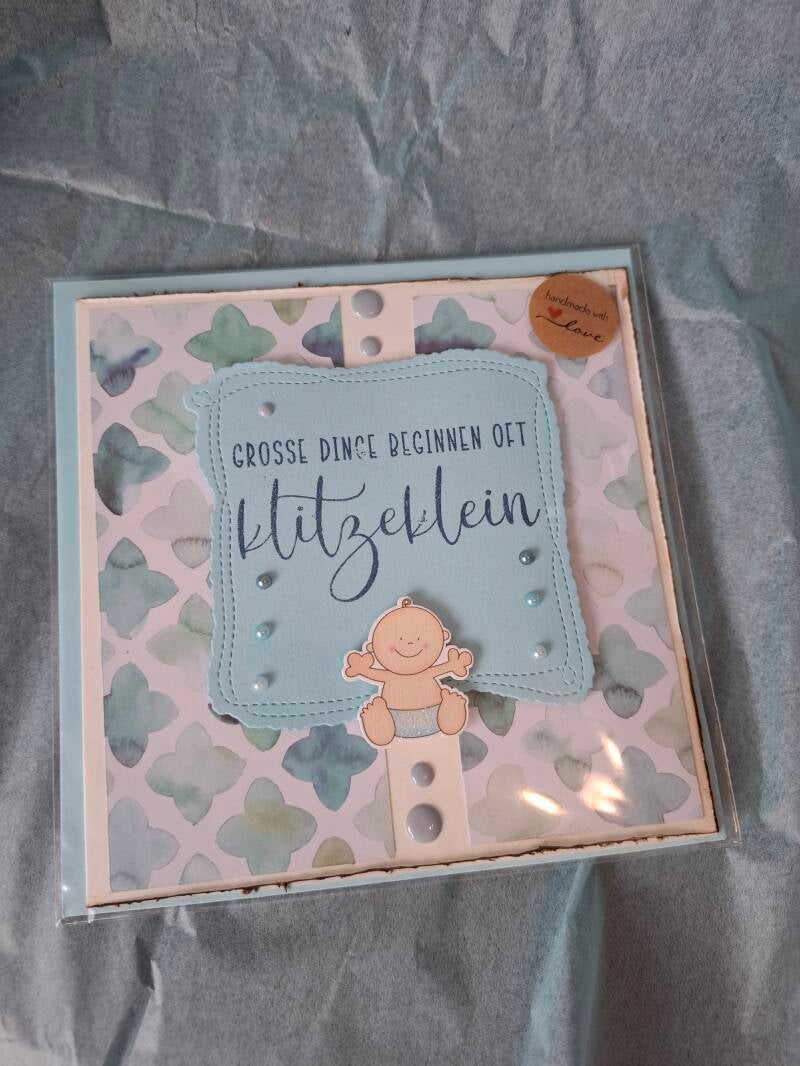 handmade with
love
GROSSE DINGE BEGINNEN OFT
klitzeklein